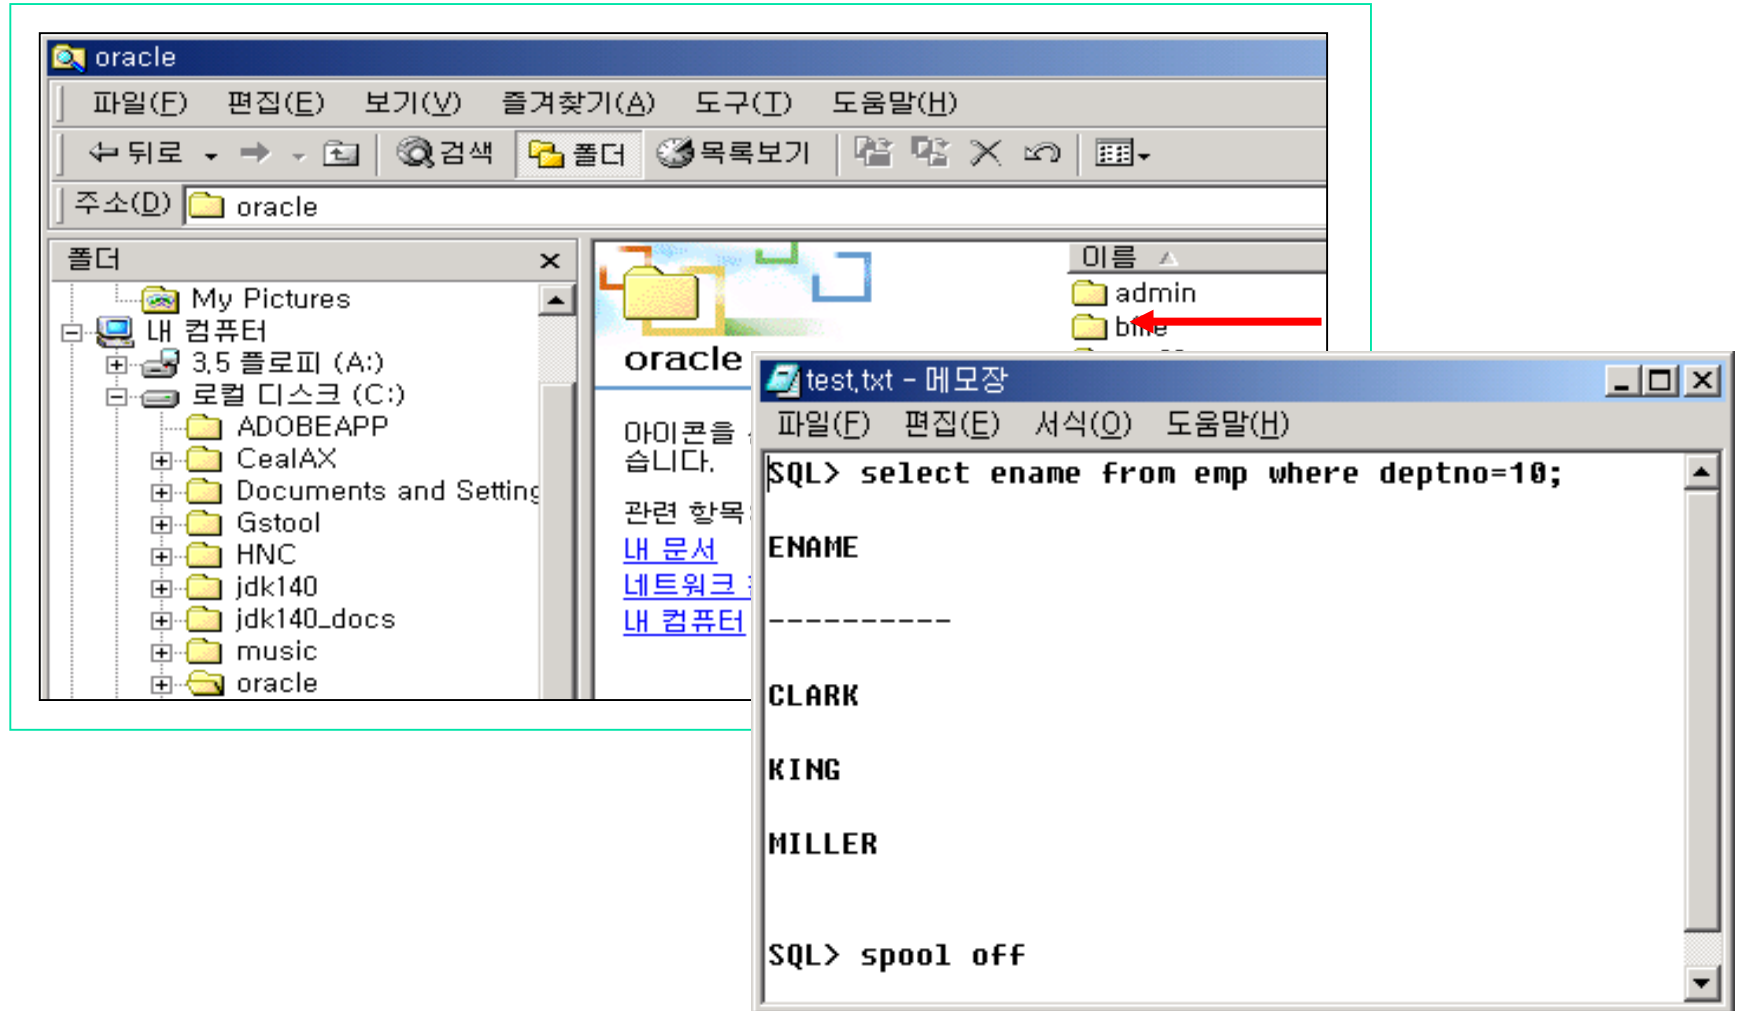 oracle
파일(F) 편집(E) 보기(V) 즐겨찾기(A) 도구(T) 도움말(H)
뒤로 검색 폴더 목록보기
주소(D) oracle
폴더
My Pictures
내 컴퓨터
3.5 플로피 (A:)
로컬 디스크 (C:)
ADOBEAPP
CealAX
Documents and Setting
Gstool
HNC
jdk140
jdk140_docs
music
oracle
oracle
아이콘을
습니다.
관련 항목
내 문서
네트워크
내 컴퓨터
이름
admin
test.txt - 메모장
파일(F) 편집(E) 서식(O) 도움말(H)
SQL> select ename from emp where deptno=10;
ENAME
----------
CLARK
KING
MILLER
SQL> spool off